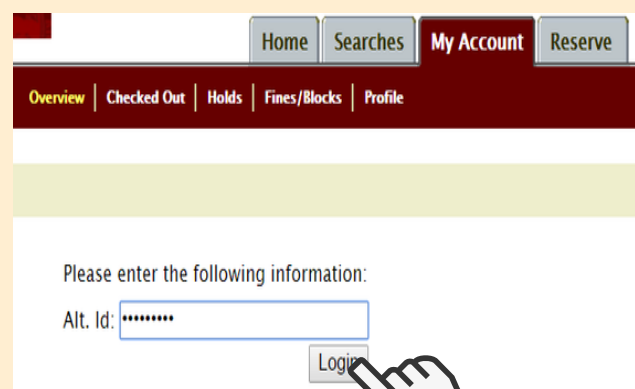 Home Searches My Account Reserve
Overview Checked Out Holds Fines/Blocks Profile
Please enter the following information:
Alt. Id: •••••••••
Login